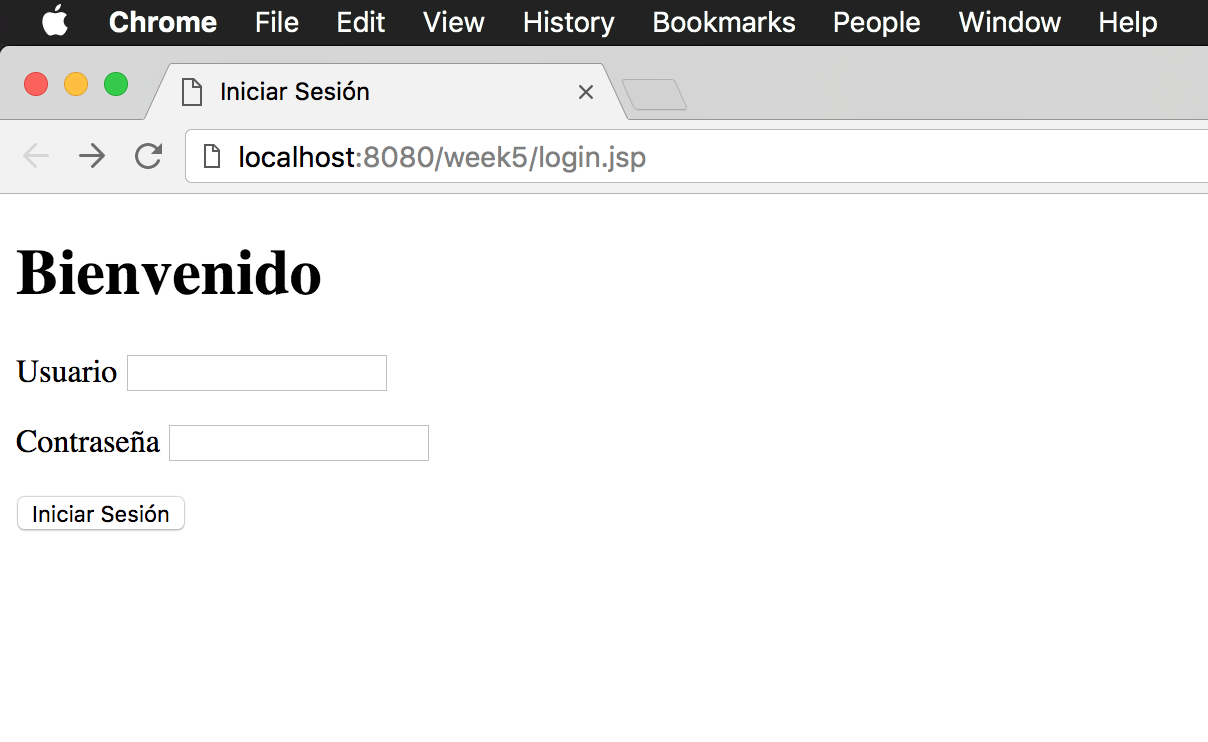 Chrome File Edit View History Bookmarks People Window Help
Iniciar Sesión
localhost:8080/week5/login.jsp
Bienvenido
Usuario
Contraseña
Iniciar Sesión